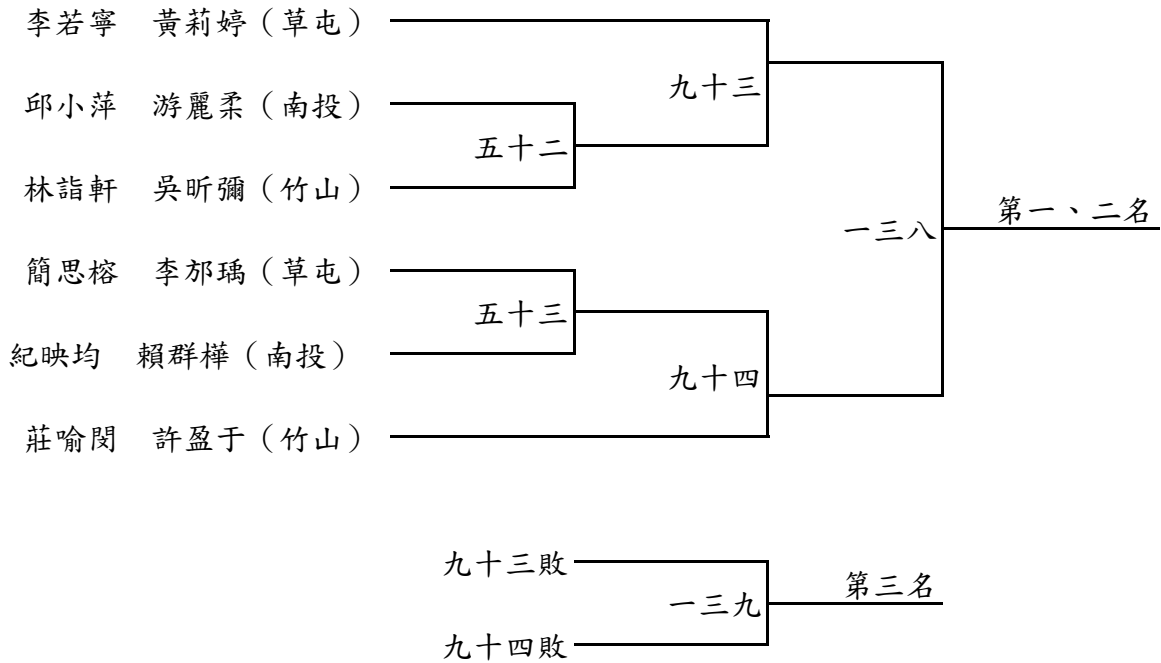 李若寧　黃莉婷（草屯）
九十三
邱小萍　游麗柔（南投）
五十二
林詣軒　吳昕彌（竹山）
第一、二名
一三八
簡思榕　李邡瑀（草屯）
五十三
紀映均　賴群樺（南投）
九十四
莊喻閔　許盈于（竹山）
九十三敗
第三名
一三九
九十四敗